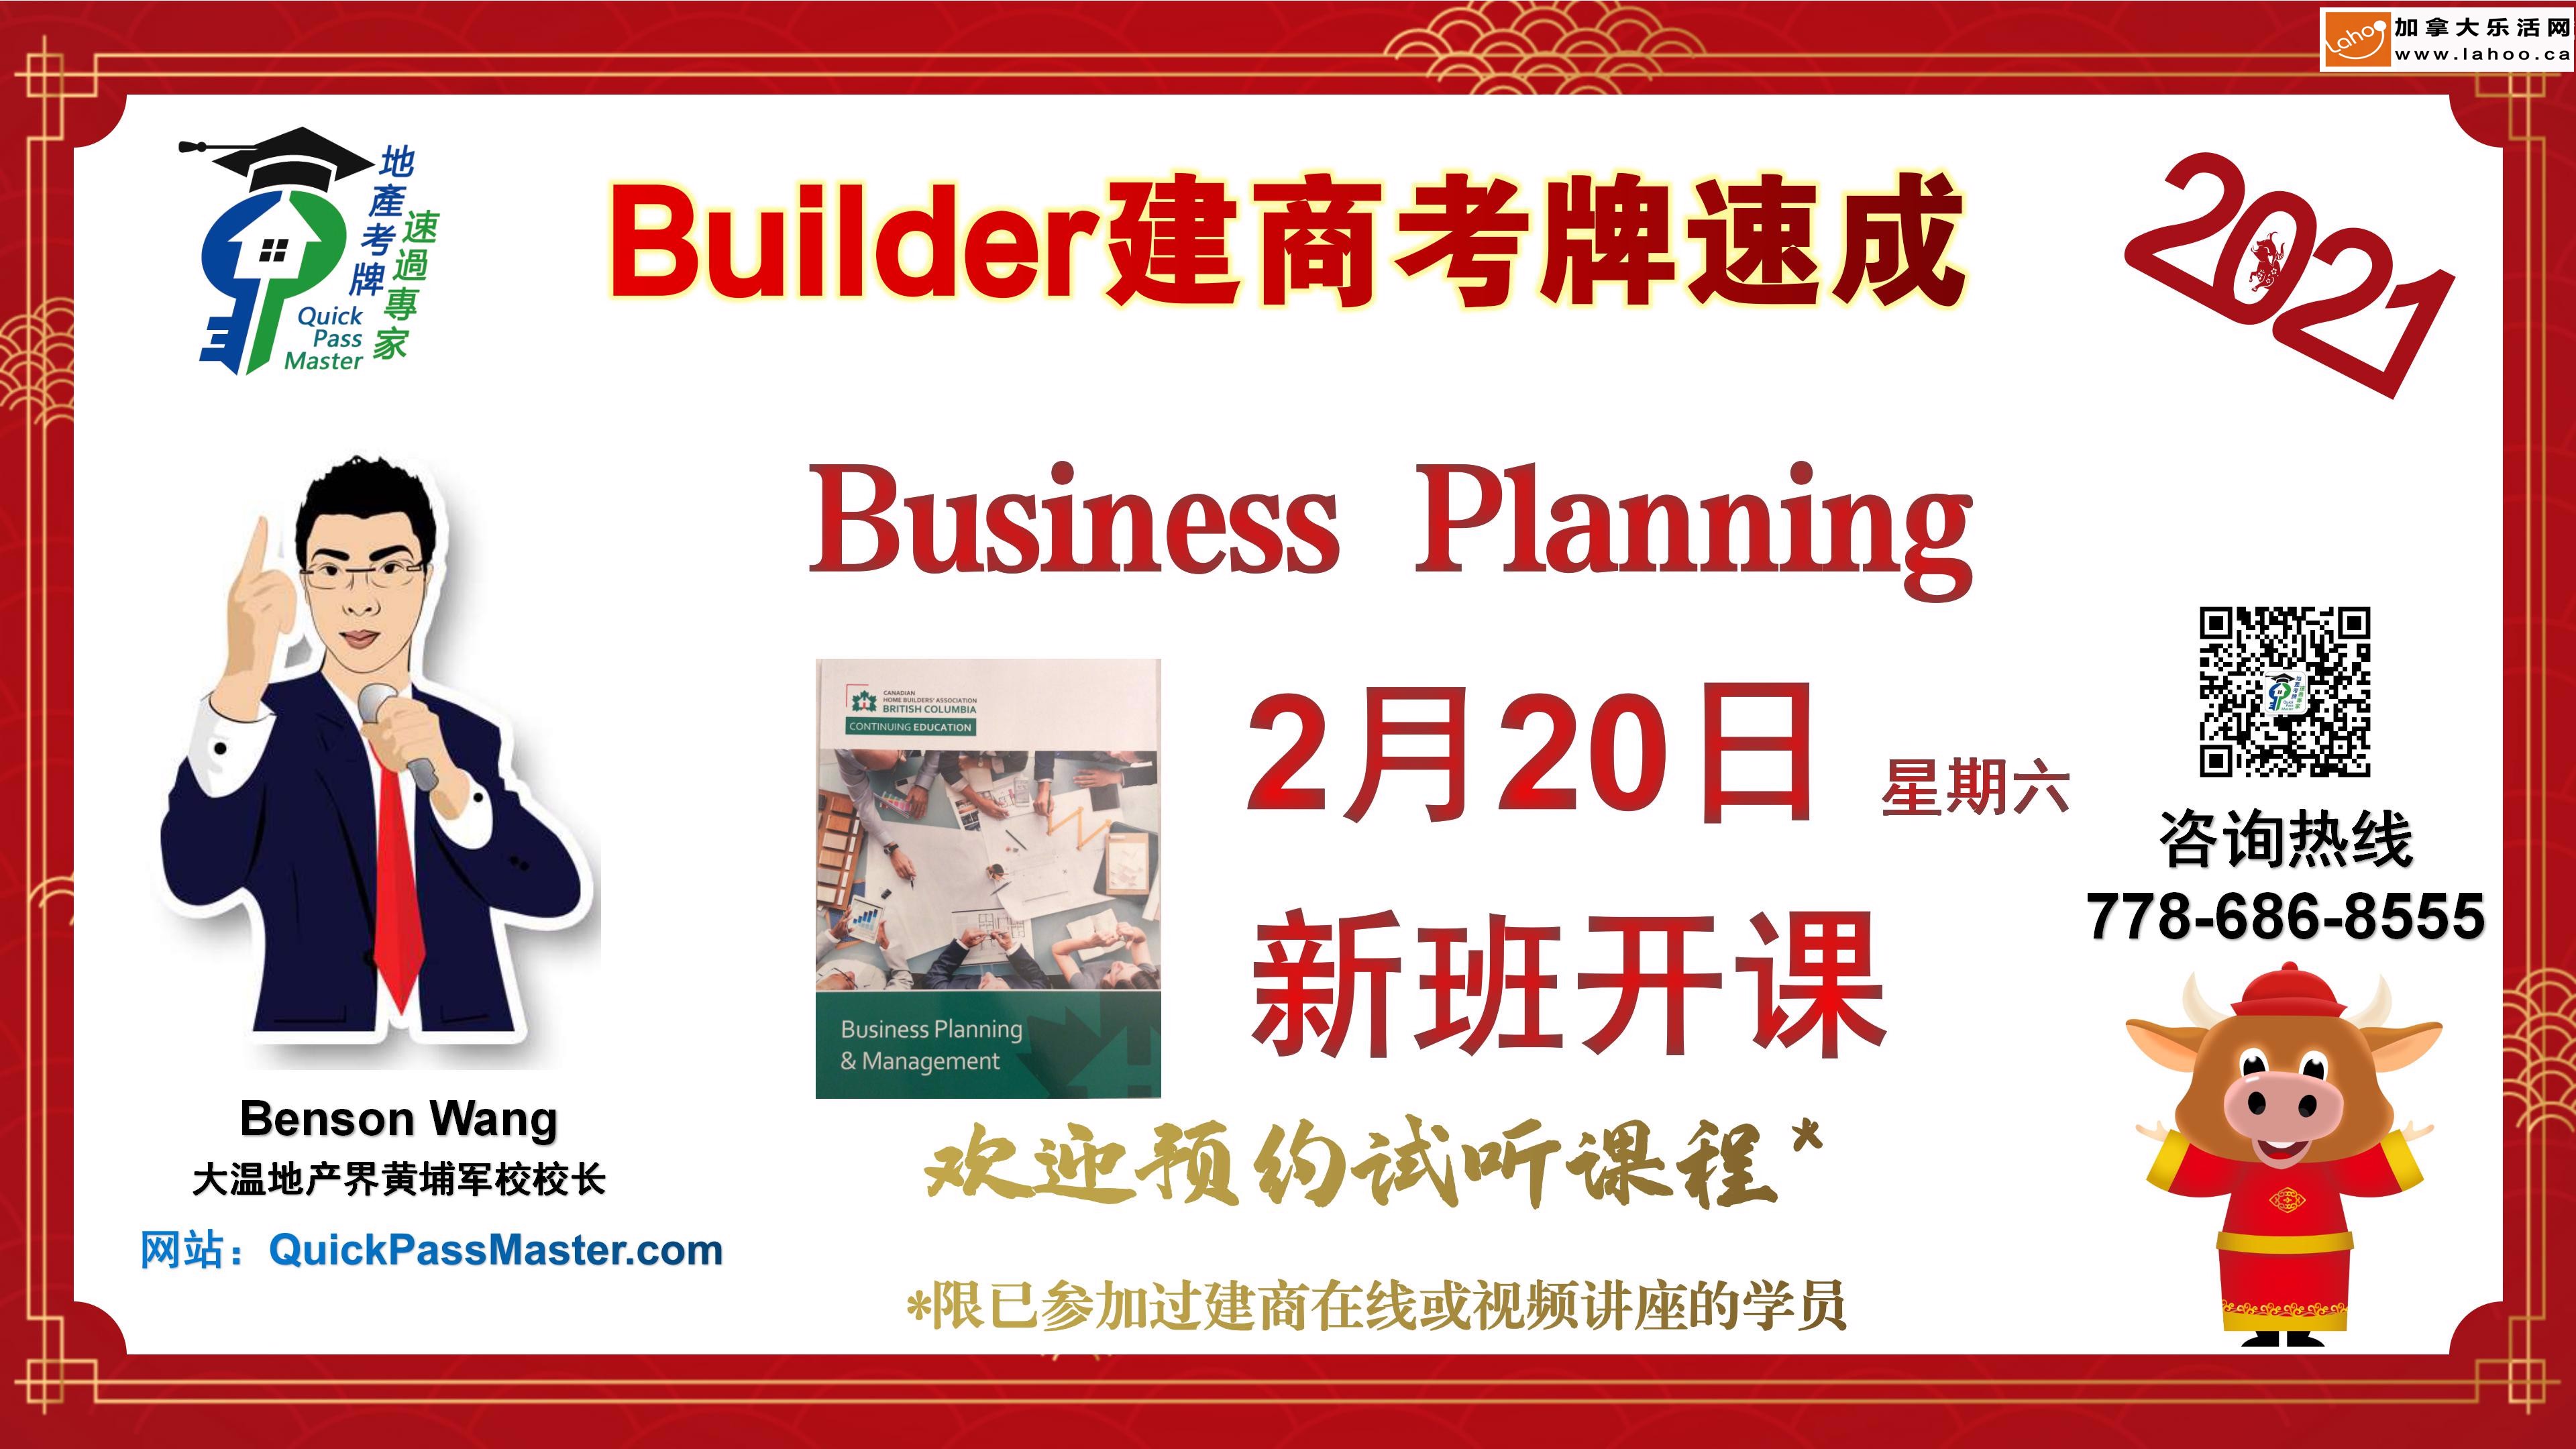 加拿大乐活网
www.lahoo.ca
Lahoo
地產考牌
速過專家
Quick
Pass
Master
Builder建商考牌速成
2021
Business Planning
CANADIAN
HOME BUILDERS' ASSOCIATION
BRITISH COLUMBIA
CONTINUING EDUCATION
Business Planning
& Management
2月20日 星期六
新班开课
咨询热线
778-686-8555
Benson Wang
大温地产界黄埔军校校长
网站：QuickPassMaster.com
欢迎预约试听课程*
*限已参加过建商在线或视频讲座的学员